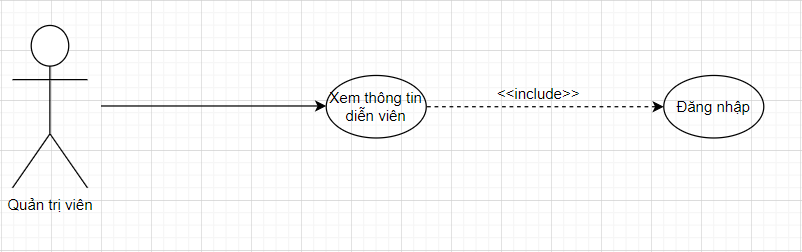 <<include>>
Xem thông tin
diễn viên
Đăng nhập
Quản trị viên